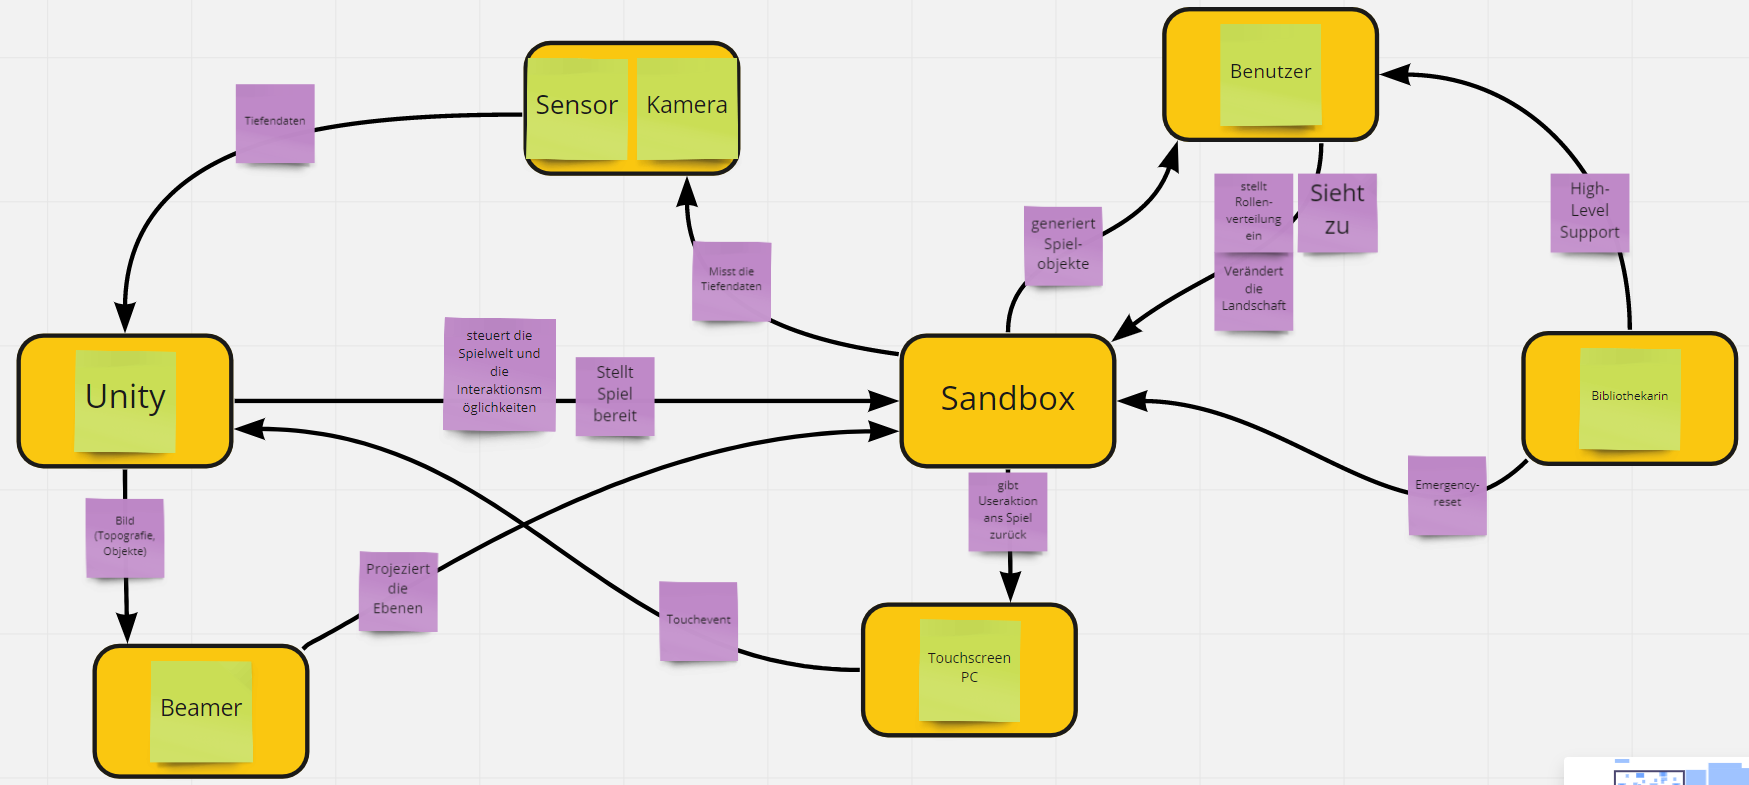 Benutzer
Sensor
Kamera
Tiefendaten
stellt
Rollen-
verteilung
ein
Sieht
zu
High-
Level
Support
generiert
Spiel-
objekte
Misst die
Tiefendaten
Verändert
die
Landschaft
steuert die
Spielwelt und
die
Interaktionsm
öglichkeiten
Stellt
Spiel
bereit
Unity
Sandbox
Bibliothekarin
Emergency-
reset
gibt
Useraktion
ans Spiel
zurück
Bild
(Topografie,
Objekte)
Projeziert
die
Ebenen
Touchevent
Touchscreen
PC
Beamer